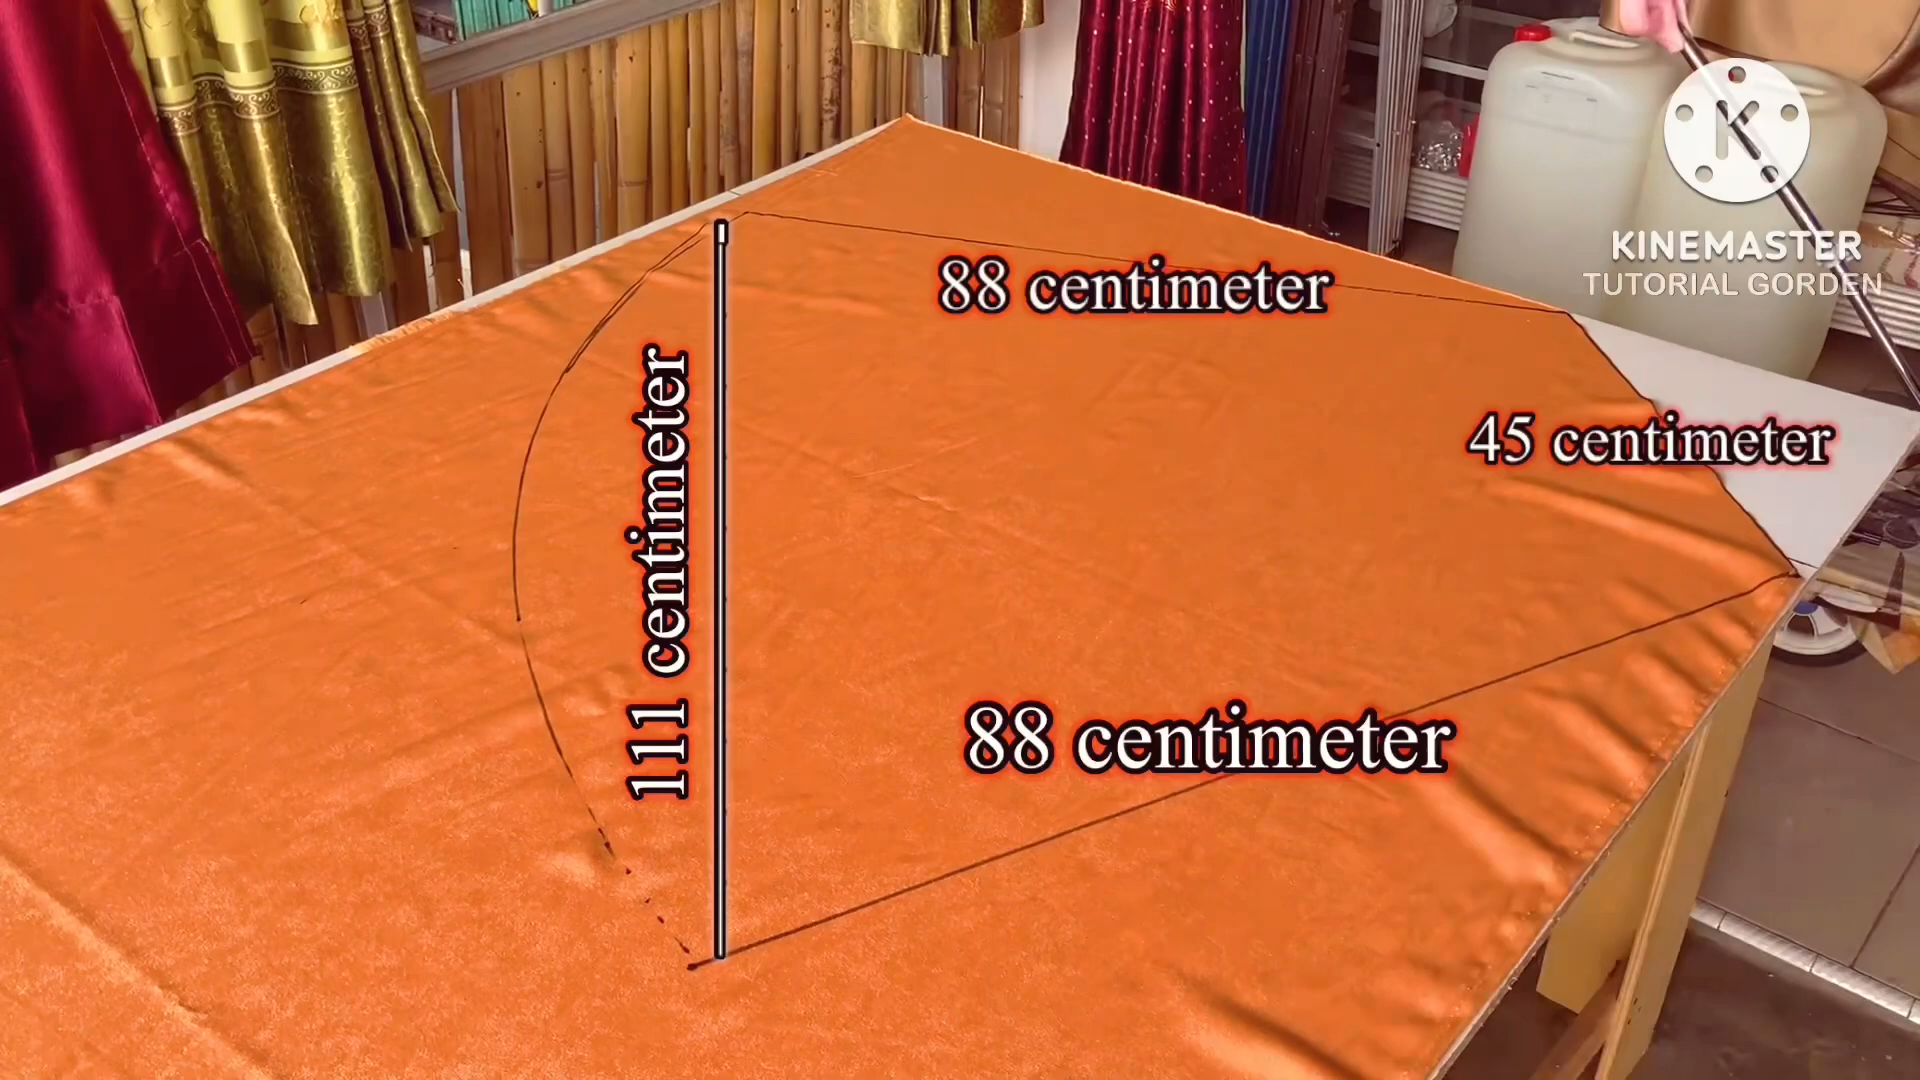 K
KINEMASTER
TUTORIAL GORDEN
88 centimeter
45 centimeter
111 centimeter
88 centimeter